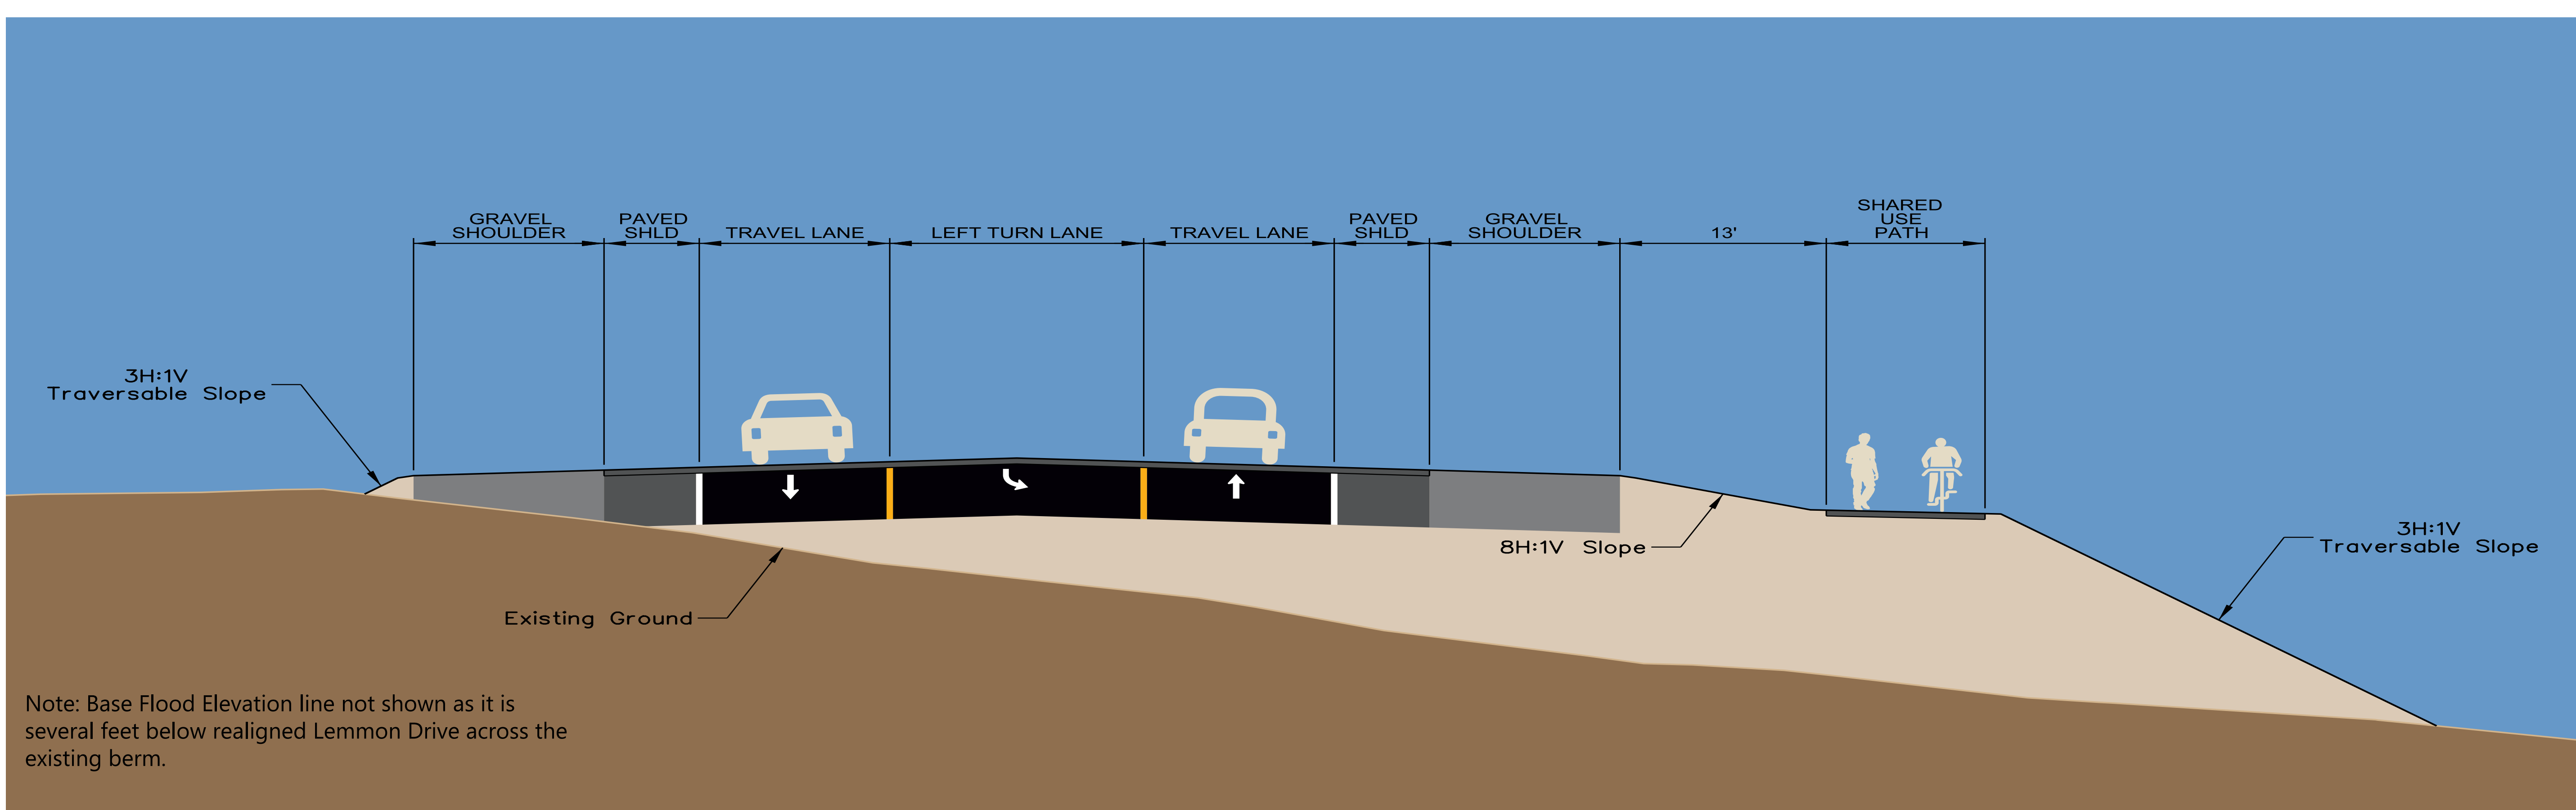 GRAVEL
SHOULDER
PAVED
SHLD
TRAVEL LANE
LEFT TURN LANE
TRAVEL LANE
PAVED
SHLD
GRAVEL
SHOULDER
13'
SHARED
USE
PATH
3H:1V
Traversable Slope
8H:1V Slope
3H:1V
Traversable Slope
Existing Ground
Note: Base Flood Elevation line not shown as it is
several feet below realigned Lemmon Drive across the
existing berm.